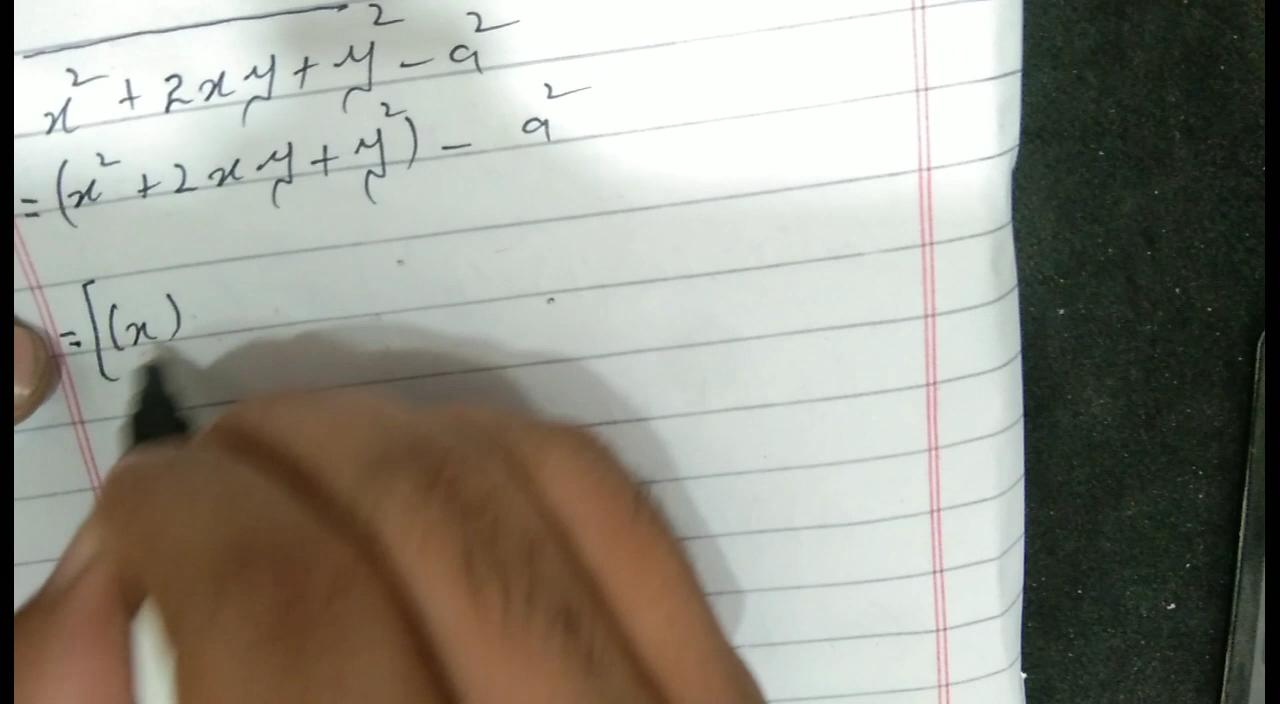 x² + 2xy + y² - a²
= (x² + 2xy + y²) - a²
= [(x)